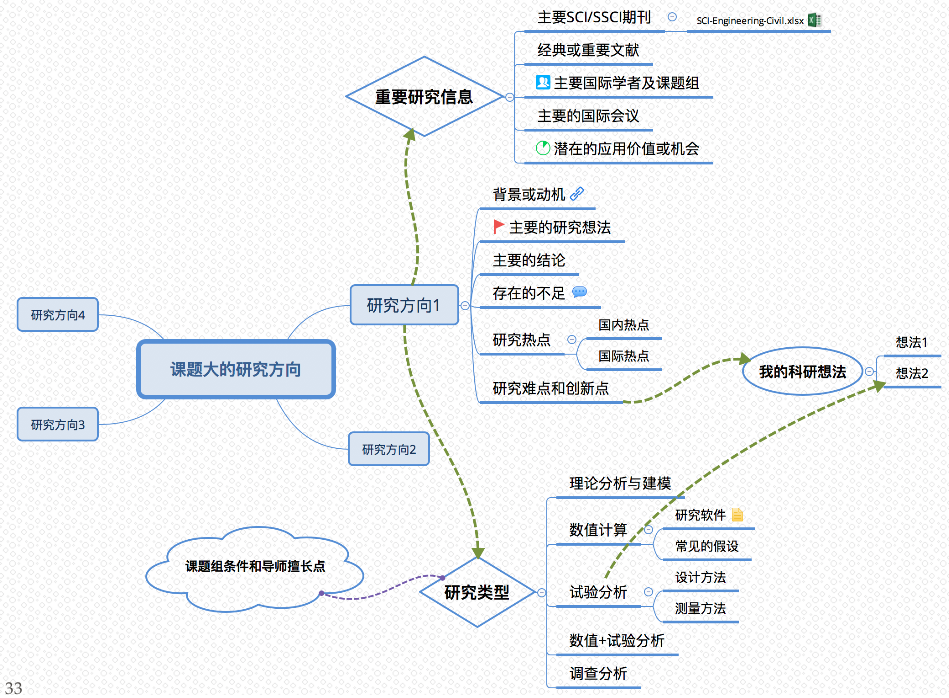 主要SCI/SSCI期刊
SCI-Engineering-Civil.xlsx
经典或重要文献
主要国际学者及课题组
主要的国际会议
潜在的应用价值或机会
重要研究信息
背景或动机
主要的研究想法
主要的结论
存在的不足
研究热点
国内热点
国际热点
研究难点和创新点
研究方向1
研究方向4
课题大的研究方向
研究方向3
研究方向2
我的科研想法
想法1
想法2
理论分析与建模
数值计算
研究软件
常见的假设
试验分析
设计方法
测量方法
数值+试验分析
调查分析
研究类型
课题组条件和导师擅长点
33